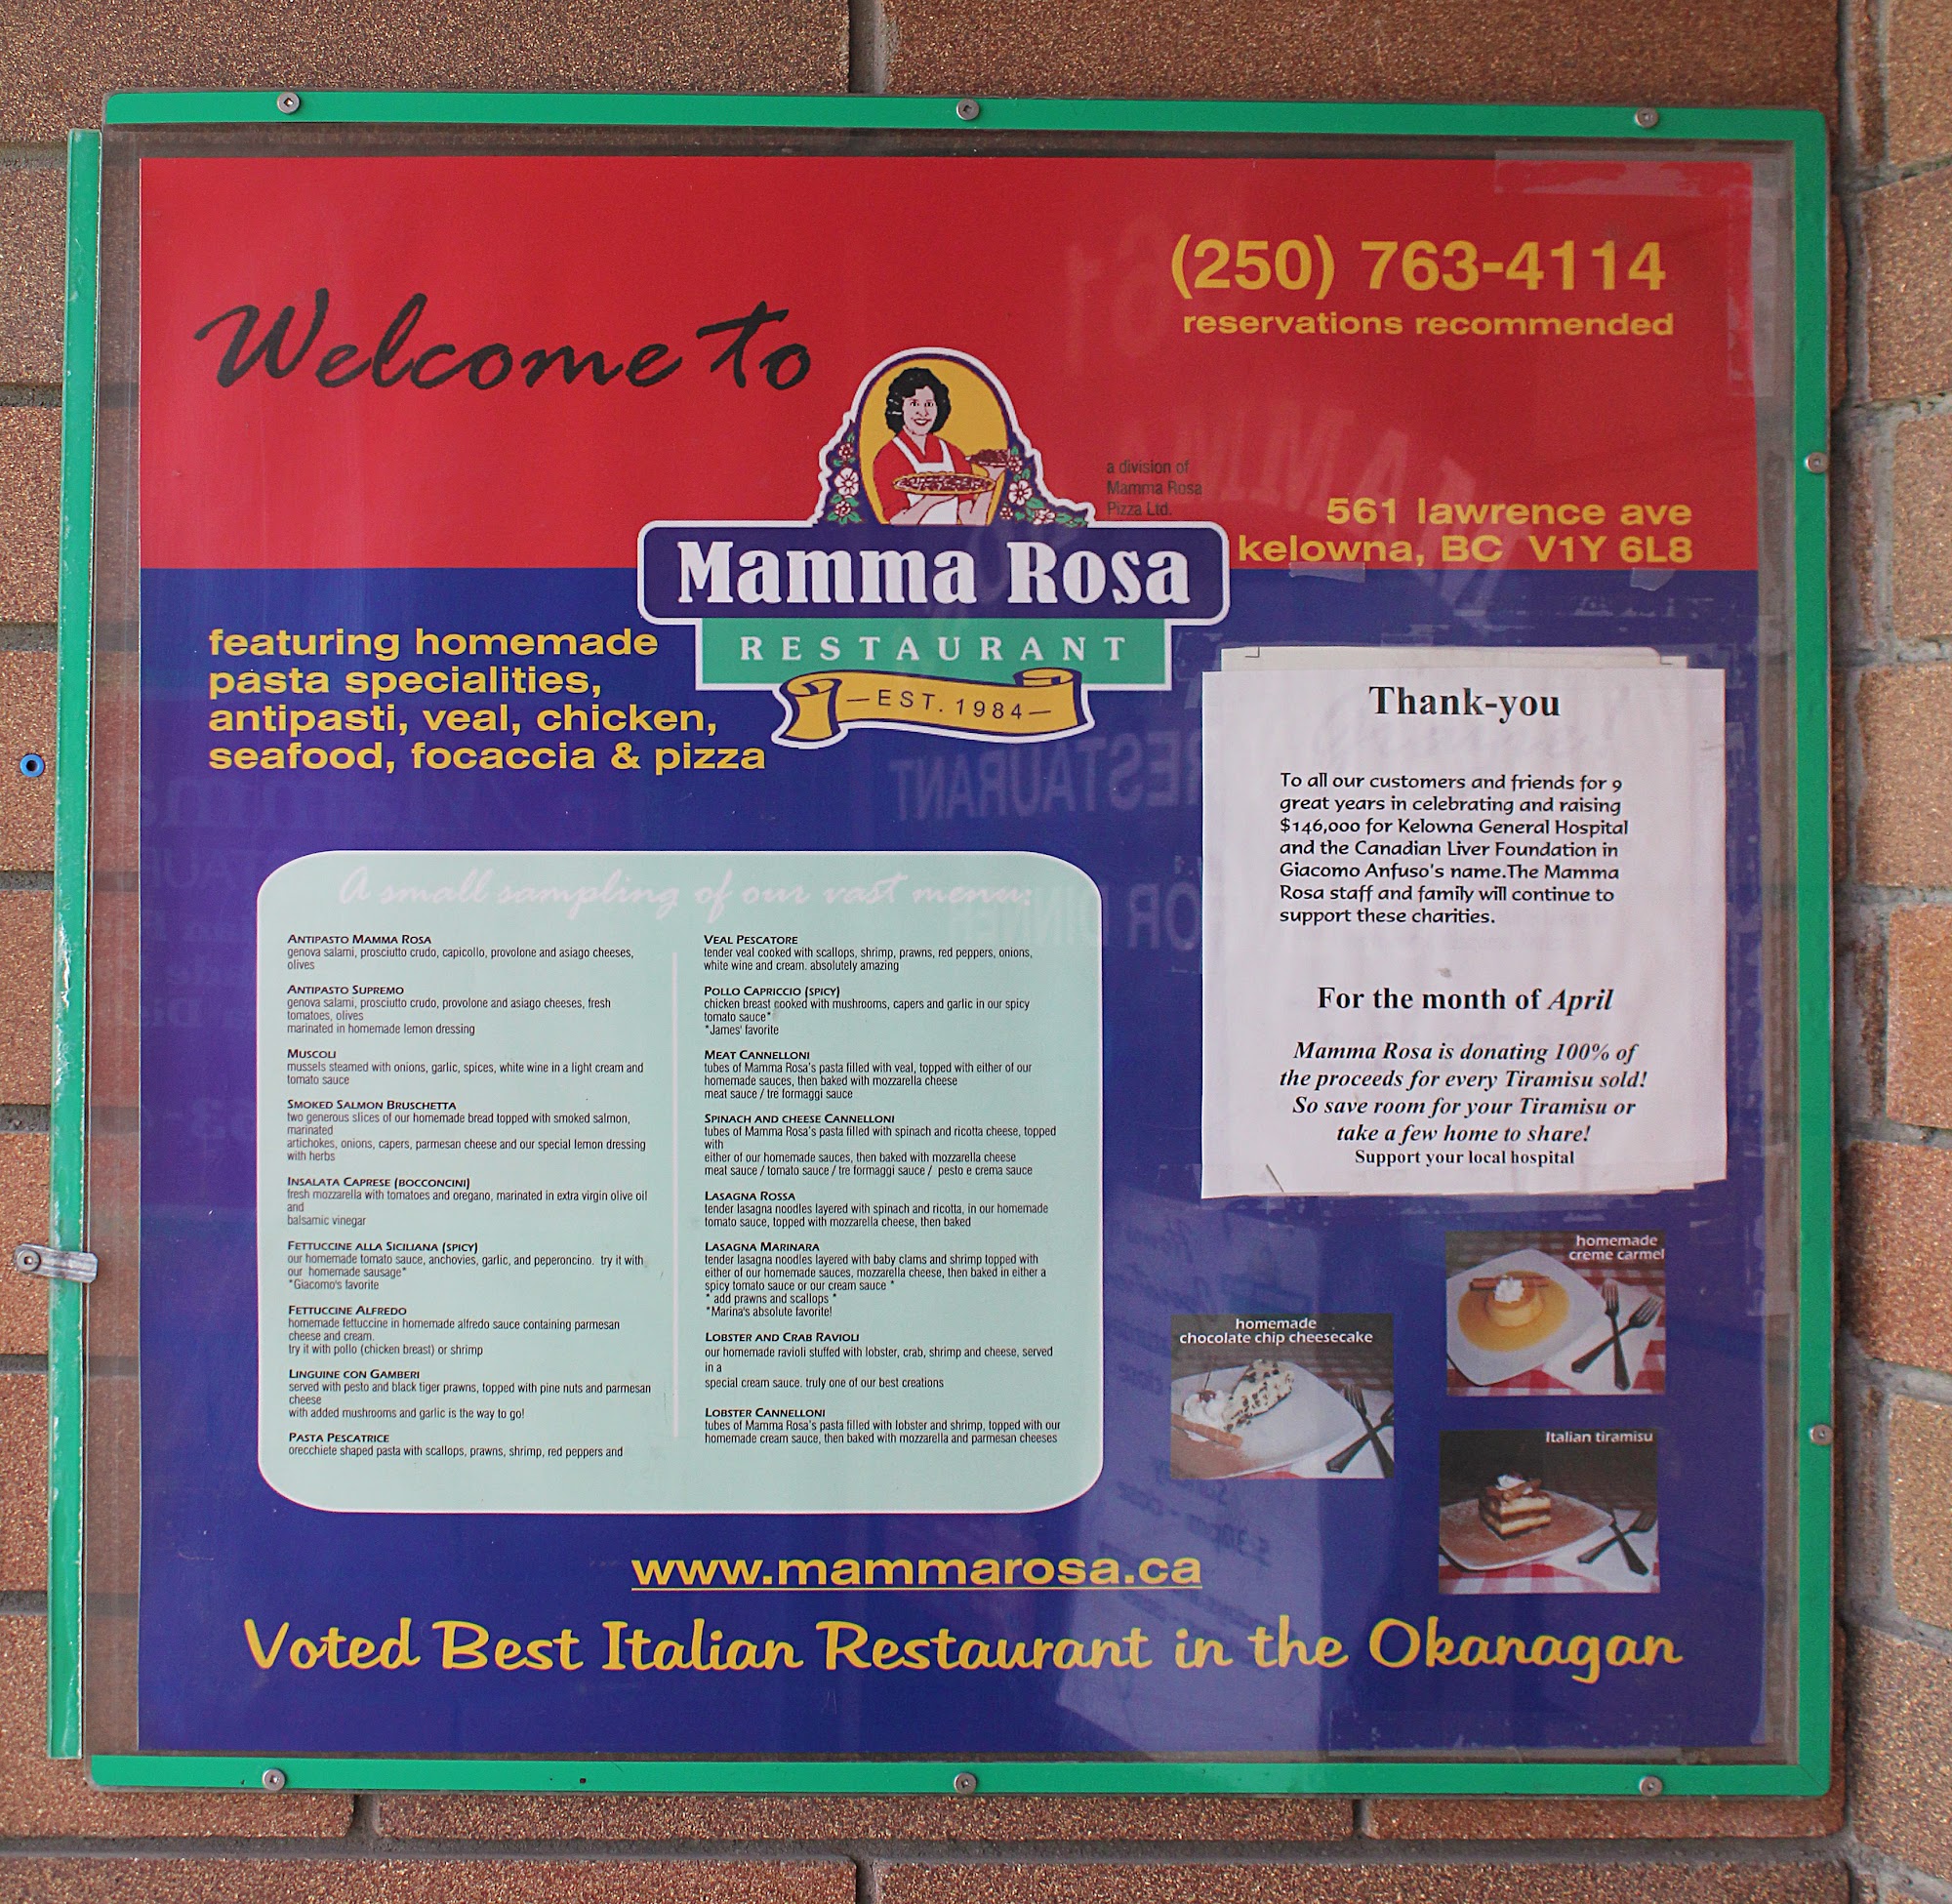 Welcome to
(250) 763-4114
reservations recommended
a division of
Mamma Rosa
Pizza Ltd.
561 lawrence ave
kelowna, BC V1Y 6L8
Mamma Rosa
RESTAURANT
EST. 1984
featuring homemade
pasta specialities,
antipasti, veal, chicken,
seafood, focaccia & pizza
A small sampling of our vast menu:
ANTIPASTO MAMMA ROSA
genova salami, prosciutto crudo, capicollo, provolone and asiago cheeses,
olives
ANTIPASTO SUPREMO
genova salami, prosciutto crudo, provolone and asiago cheeses, fresh
tomatoes, olives
marinated in homemade lemon dressing
MUSCOLI
mussels steamed with onions, garlic, spices, white wine in a light cream and
tomato sauce
SMOKED SALMON BRUSCHETTA
two generous slices of our homemade bread topped with smoked salmon,
marinated
artichokes, onions, capers, parmesan cheese and our special lemon dressing
with herbs
INSALATA CAPRESE (BOCCONCINI)
fresh mozzarella with tomatoes and oregano, marinated in extra virgin olive oil
and
balsamic vinegar
FETTUCCINE ALLA SICILIANA (SPICY)
our homemade tomato sauce, anchovies, garlic, and peperoncino. try it with
our homemade sausage*
*Giacomo's favorite
FETTUCCINE ALFREDO
homemade fettuccine in homemade alfredo sauce containing parmesan
cheese and cream.
try it with pollo (chicken breast) or shrimp
LINGUINE CON GAMBERI
served with pesto and black tiger prawns, topped with pine nuts and parmesan
cheese
with added mushrooms and garlic is the way to go!
PASTA PESCATRICE
orecchiete shaped pasta with scallops, prawns, shrimp, red peppers and
VEAL PESCATORE
tender veal cooked with scallops, shrimp, prawns, red peppers, onions,
white wine and cream. absolutely amazing
POLLO CAPRICCIO (SPICY)
chicken breast cooked with mushrooms, capers and garlic in our spicy
tomato sauce*
*James' favorite
MEAT CANNELLONI
tubes of Mamma Rosa's pasta filled with veal, topped with either of our
homemade sauces, then baked with mozzarella cheese
meat sauce / tre formaggi sauce
SPINACH AND CHEESE CANNELLONI
tubes of Mamma Rosa's pasta filled with spinach and ricotta cheese, topped
with
either of our homemade sauces, then baked with mozzarella cheese
meat sauce / tomato sauce / tre formaggi sauce / pesto e crema sauce
LASAGNA ROSSA
tender lasagna noodles layered with spinach and ricotta, in our homemade
tomato sauce, topped with mozzarella cheese, then baked
LASAGNA MARINARA
tender lasagna noodles layered with baby clams and shrimp topped with
either of our homemade sauces, mozzarella cheese, then baked in either a
spicy tomato sauce or our cream sauce *
* add prawns and scallops *
*Marina's absolute favorite!
LOBSTER AND CRAB RAVIOLI
our homemade ravioli stuffed with lobster, crab, shrimp and cheese, served
in a
special cream sauce. truly one of our best creations
LOBSTER CANNELLONI
tubes of Mamma Rosa's pasta filled with lobster and shrimp, topped with our
homemade cream sauce, then baked with mozzarella and parmesan cheeses
Thank-you
To all our customers and friends for 9
great years in celebrating and raising
$146,000 for Kelowna General Hospital
and the Canadian Liver Foundation in
Giacomo Anfuso's name.The Mamma
Rosa staff and family will continue to
support these charities.
For the month of April
Mamma Rosa is donating 100% of
the proceeds for every Tiramisu sold!
So save room for your Tiramisu or
take a few home to share!
Support your local hospital
homemade
creme carmel
homemade
chocolate chip cheesecake
Italian tiramisu
www.mammarosa.ca
Voted Best Italian Restaurant in the Okanagan